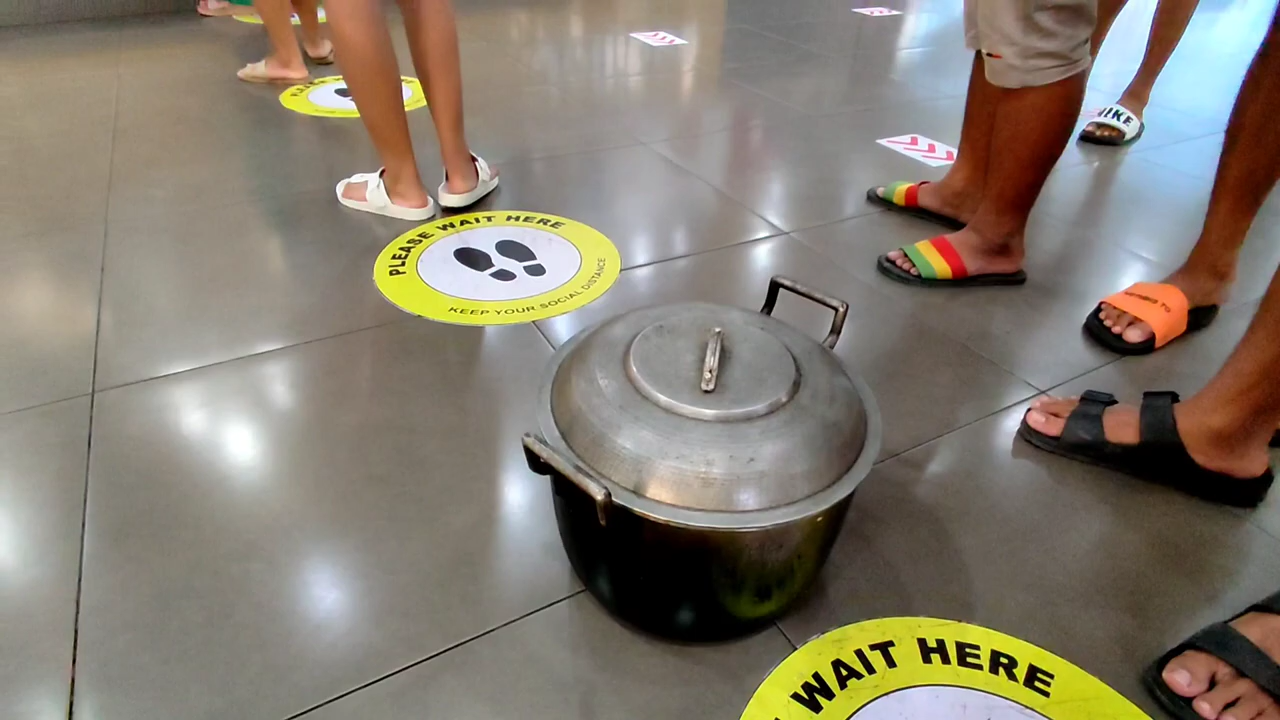 PLEASE WAIT HERE
KEEP YOUR SOCIAL DISTANCE
WAIT HERE
NIKE